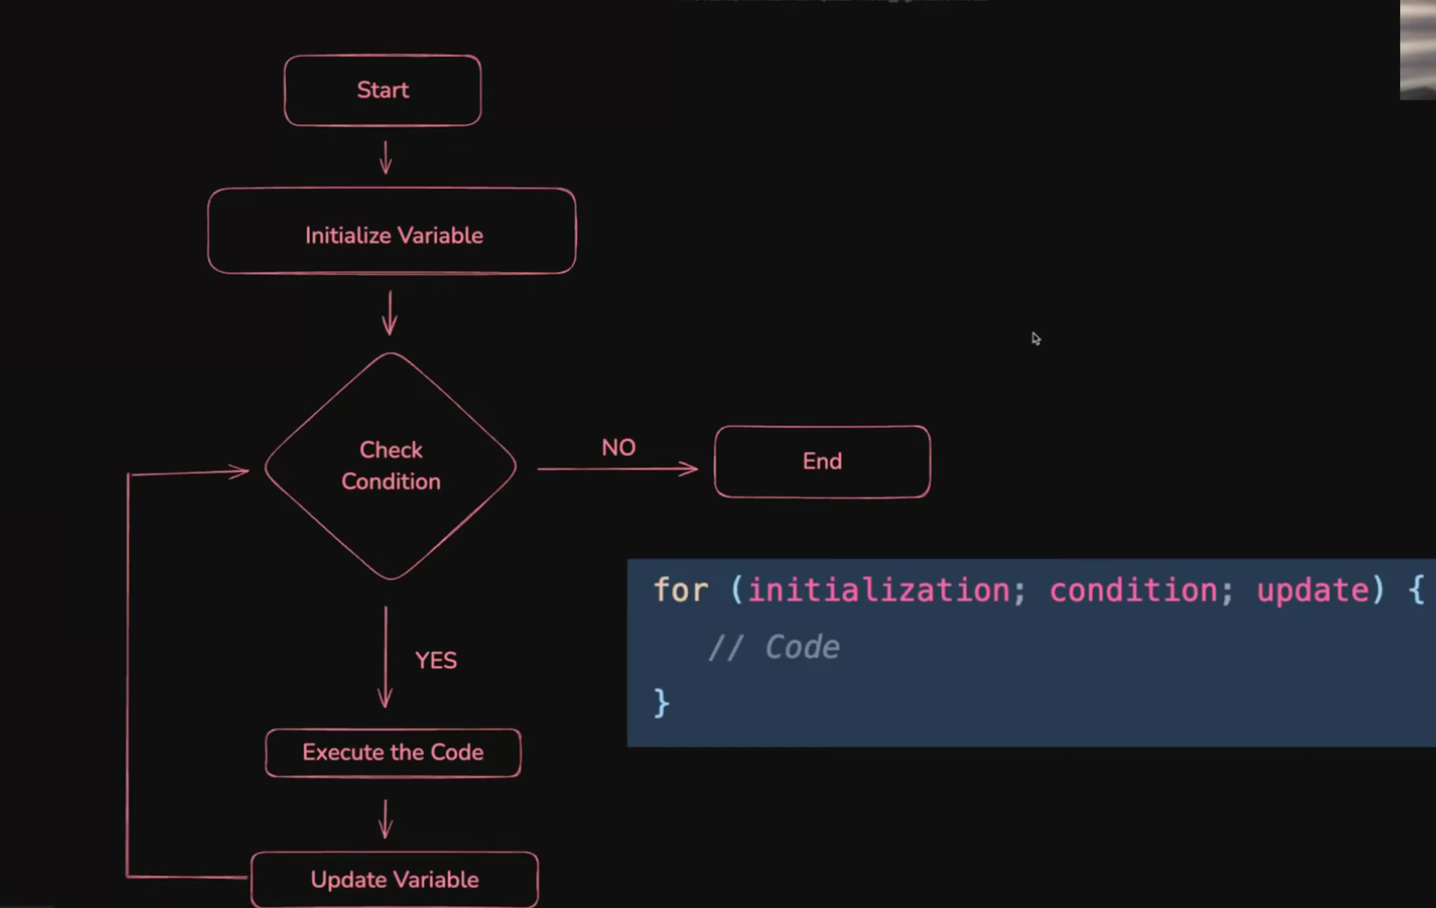 Start
Initialize Variable
Check
Condition
NO
End
YES
for (initialization; condition; update) {
// Code
}
Execute the Code
Update Variable